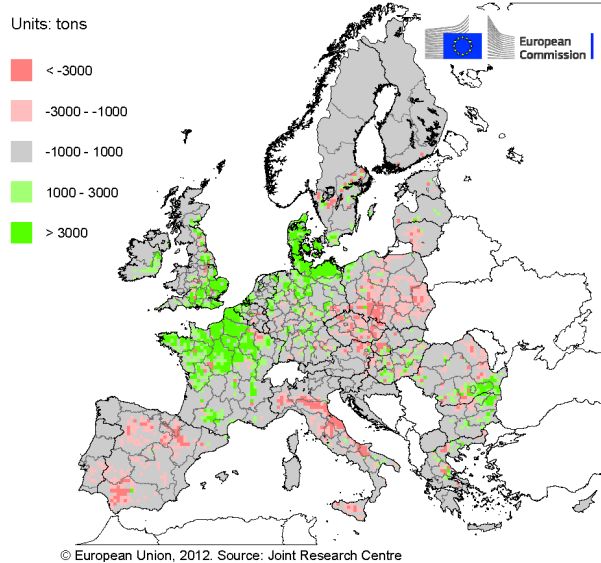 Units: tons
< -3000
-3000 - -1000
-1000 - 1000
1000 - 3000
> 3000
European
Commission
© European Union, 2012. Source: Joint Research Centre